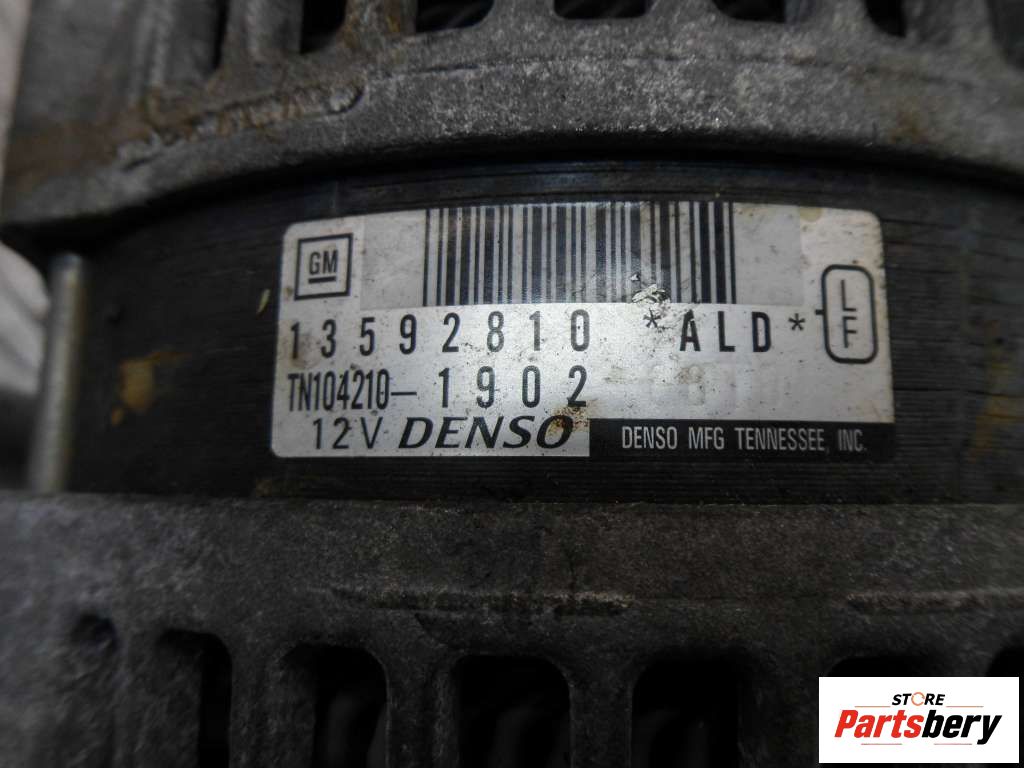 GM
13592810 *ALD*
L
F
TN104210-1902
12V DENSO
DENSO MFG TENNESSEE, INC.
STORE
Partsbery